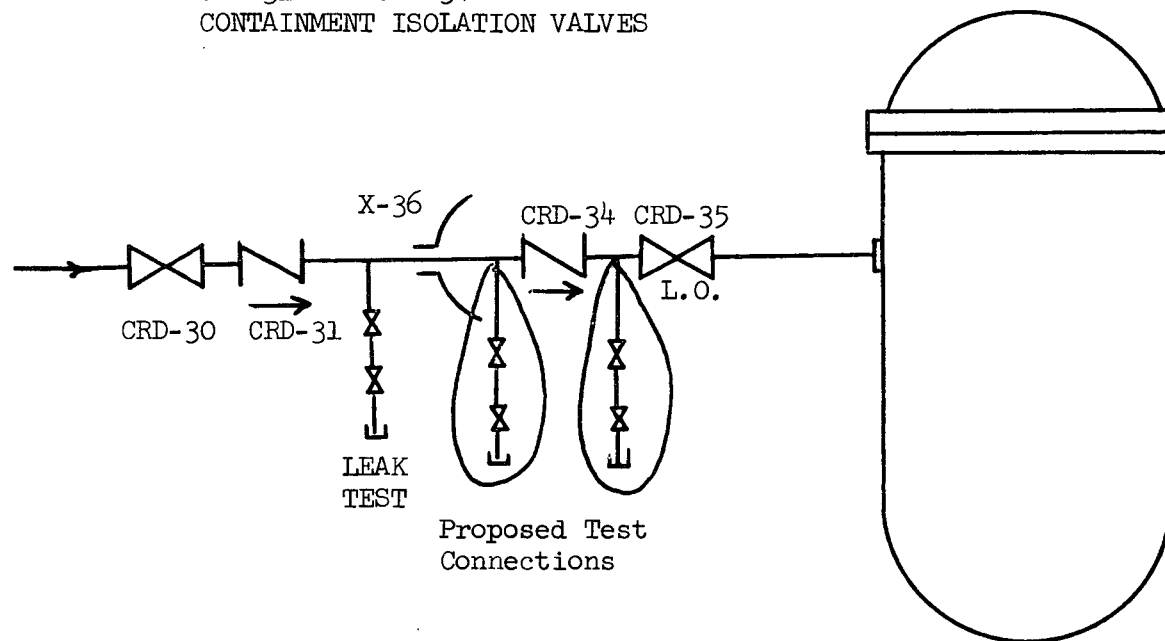 CONTAINMENT ISOLATION VALVES
X-36
CRD-34 CRD-35
L.O.
CRD-30 CRD-31
LEAK
TEST
Proposed Test
Connections